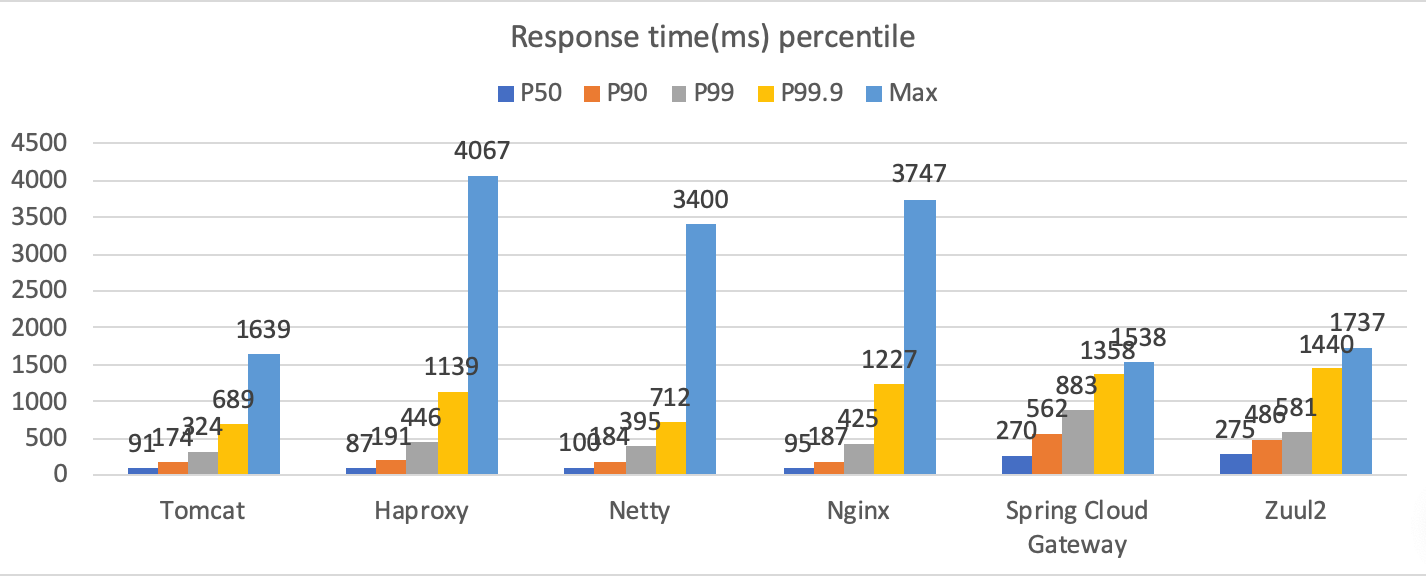 Response time(ms) percentile
P50 P90 P99 P99.9 Max
4500
4000
3500
3000
2500
2000
1500
1000
500
0
91 174 324 689 1639
87 191 446 1139 4067
100 184 395 712 3400
95 187 425 1227 3747
270 562 883 1358 1538
275 486 581 1440 1737
Tomcat Haproxy Netty Nginx Spring Cloud Zuul2
Gateway